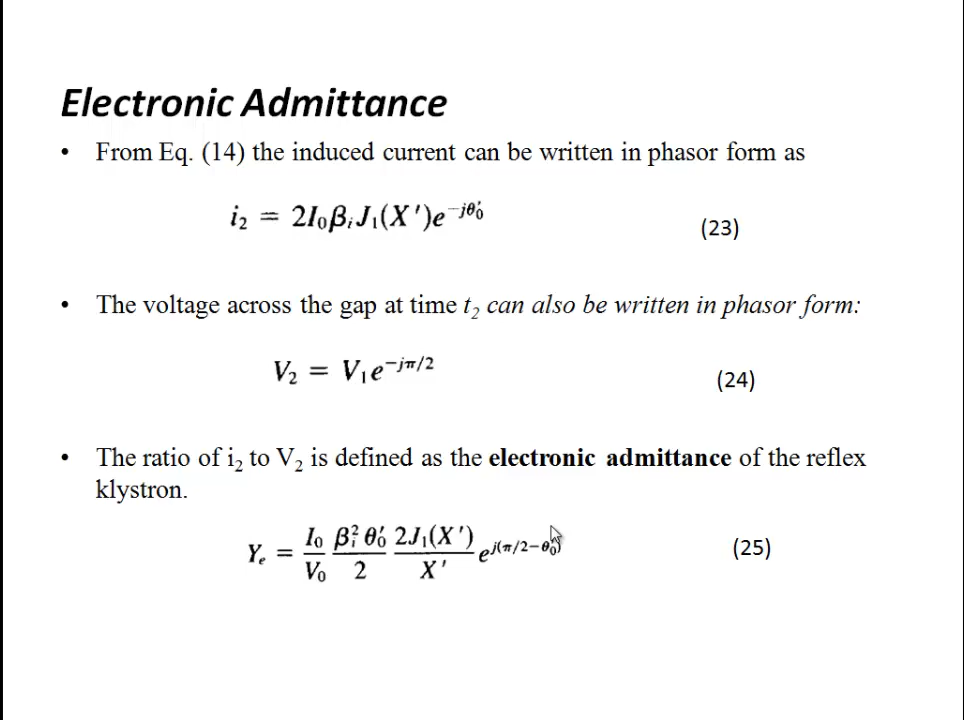 Electronic Admittance
• From Eq. (14) the induced current can be written in phasor form as
i₂ = 2I₀βᵢJ₁(X′)e^(−jθ′₀) (23)
• The voltage across the gap at time t₂ can also be written in phasor form:
V₂ = V₁e^(−jπ/2) (24)
• The ratio of i₂ to V₂ is defined as the electronic admittance of the reflex
klystron.
Yₑ = I₀/V₀ βᵢ²θ′₀/2 2J₁(X′)/X′ e^(j(π/2−θ′₀)) (25)